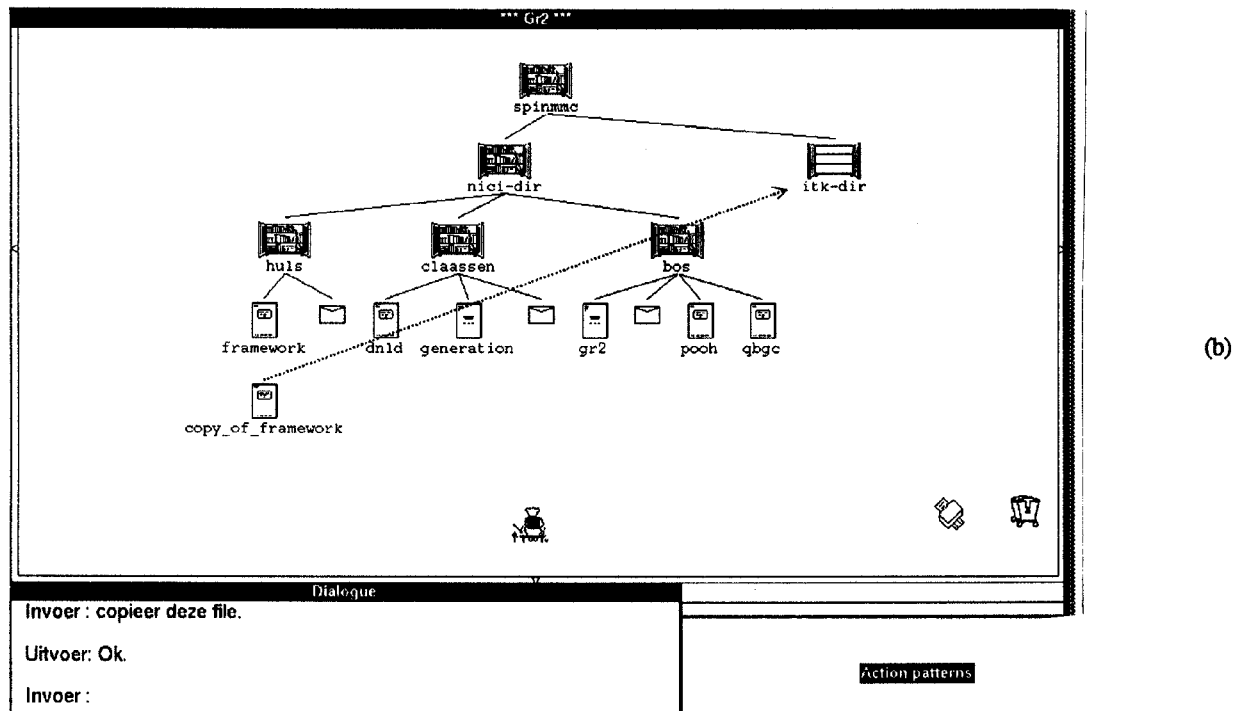 *** Gr2 ***
spinmmc
nici-dir
itk-dir
huls
claassen
bos
framework
dnld
generation
gr2
pooh
qbgc
(b)
copy_of_framework
Dialogue
Invoer : copieer deze file.
Uitvoer: Ok.
Action patterns
Invoer :